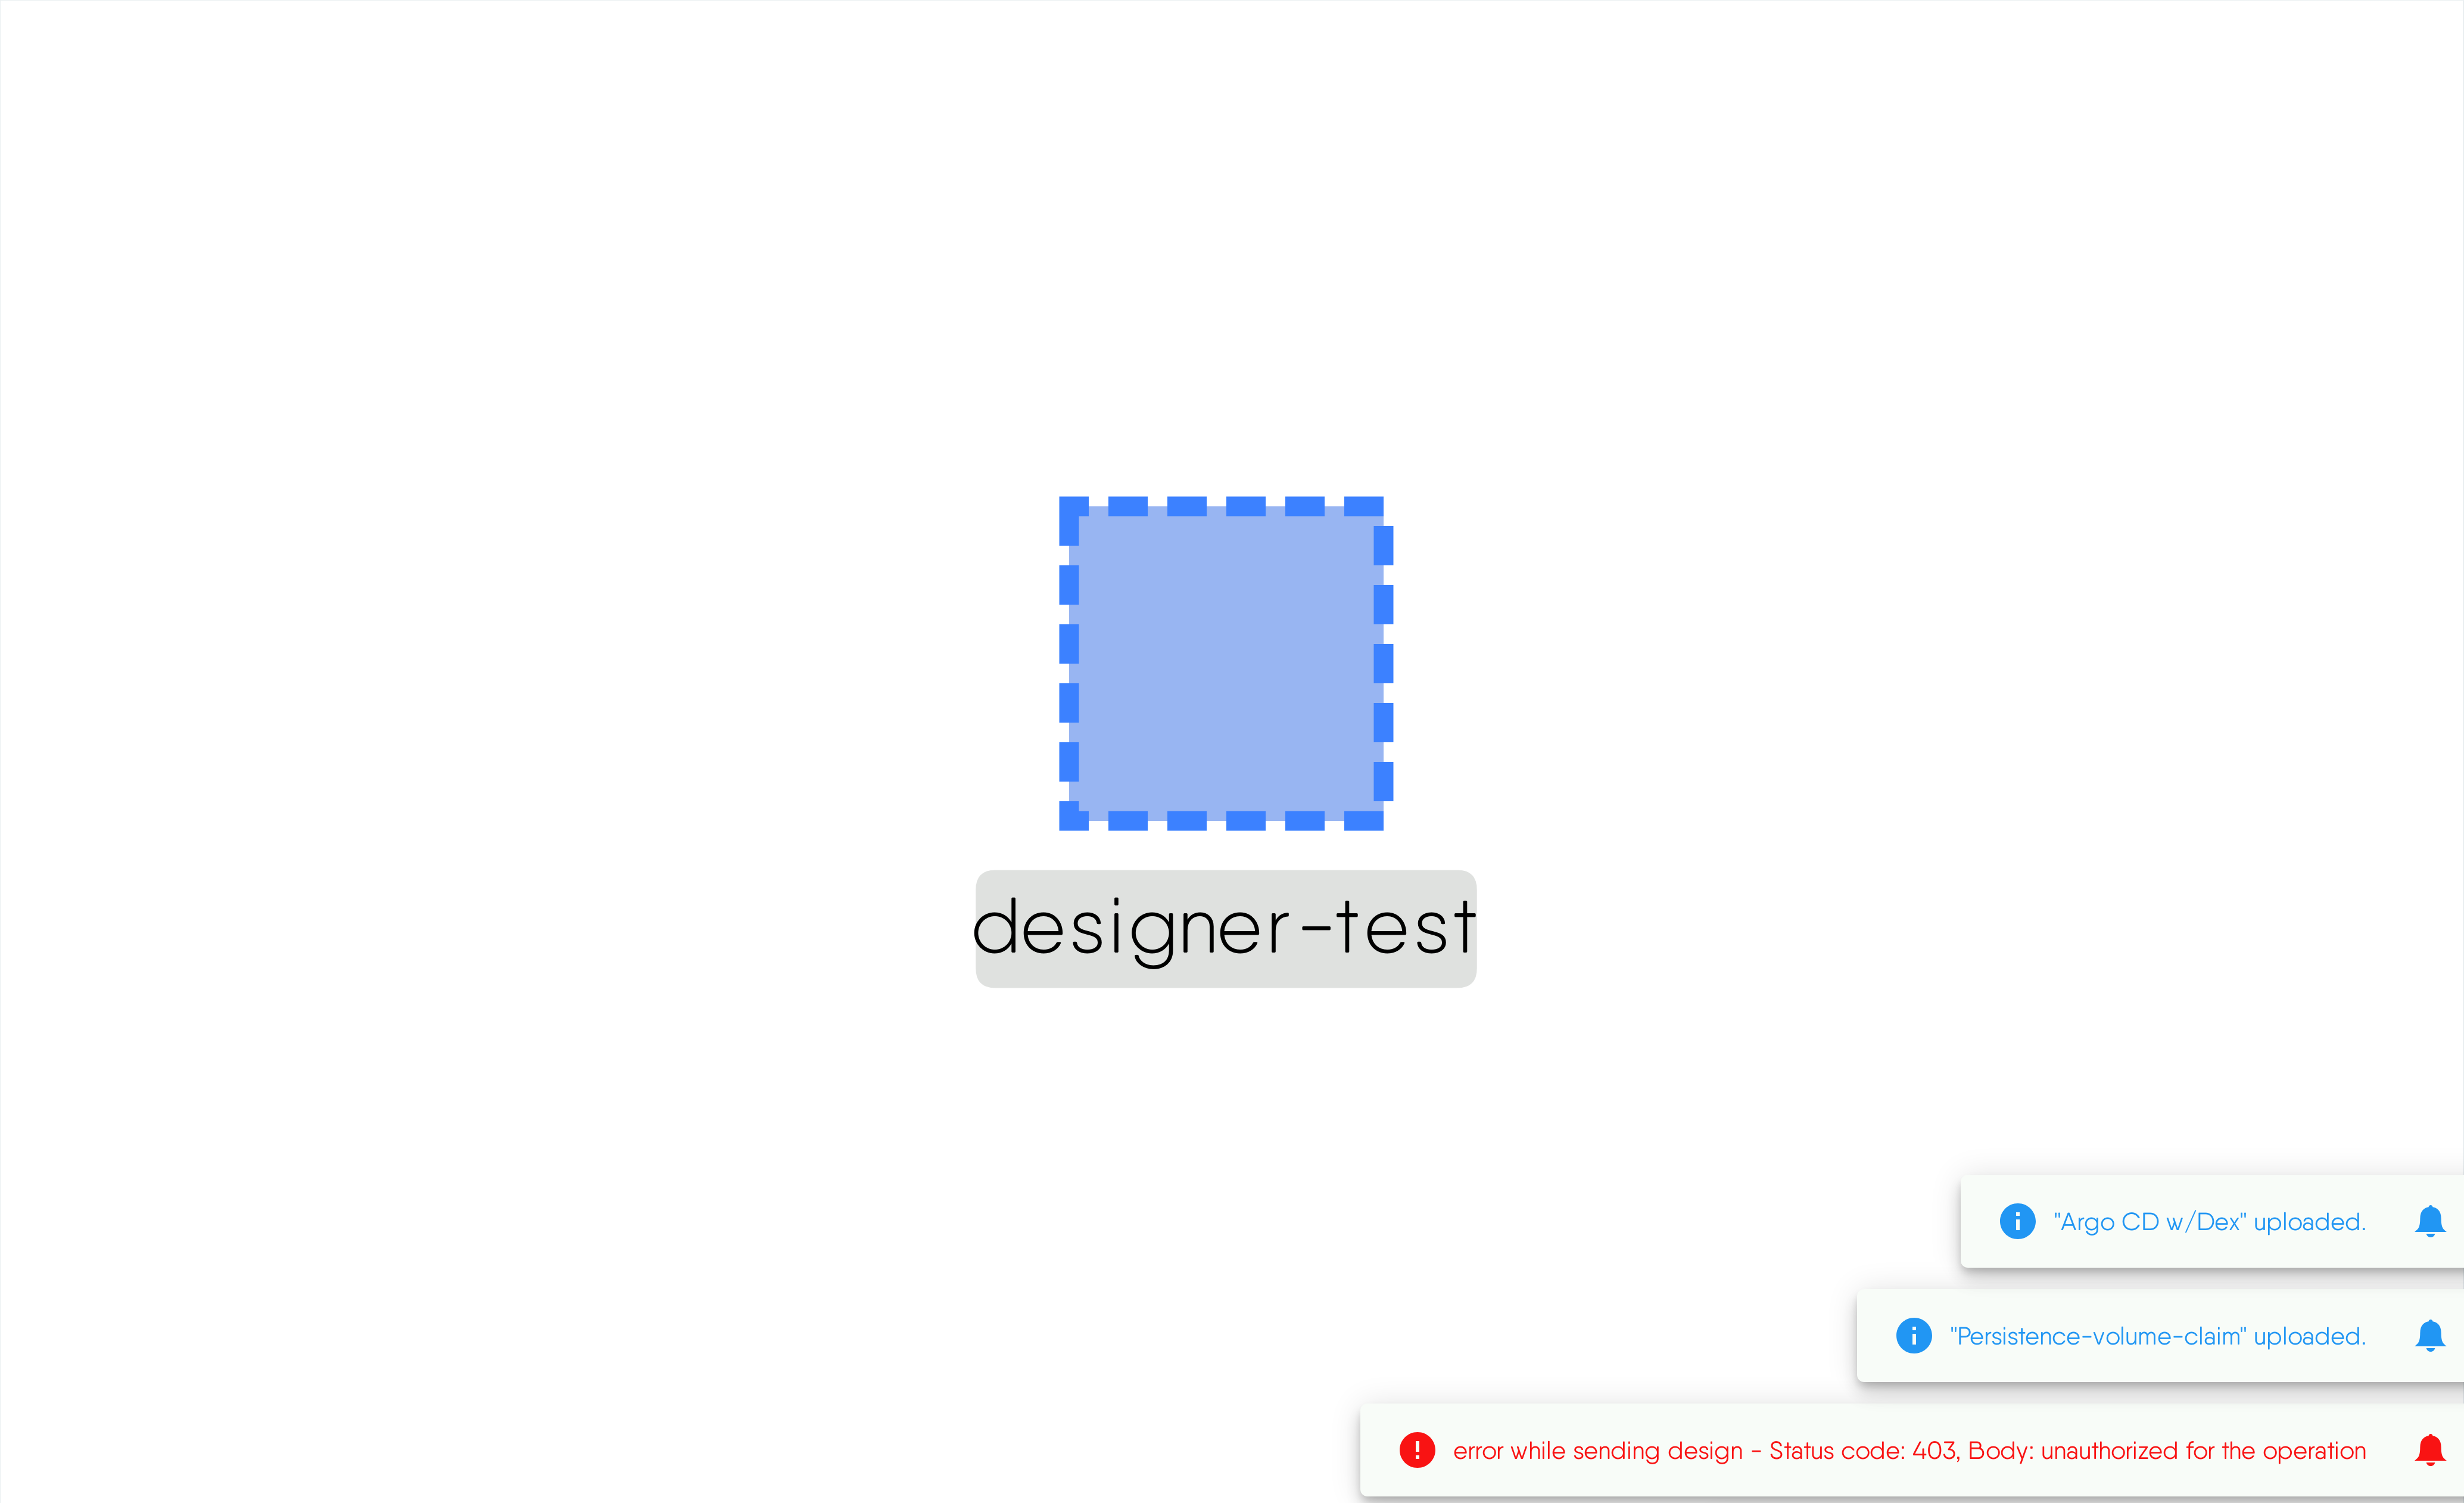 designer-test
"Argo CD w/Dex" uploaded.
"Persistence-volume-claim" uploaded.
error while sending design - Status code: 403, Body: unauthorized for the operation